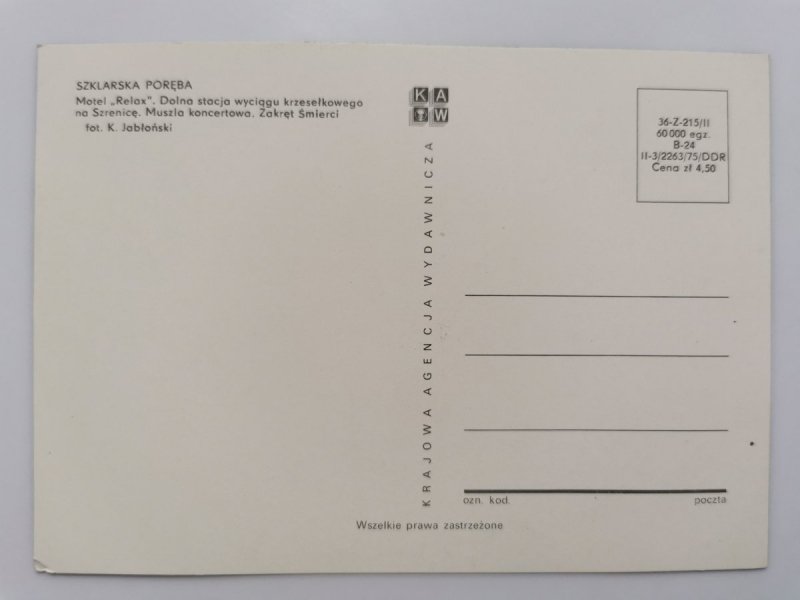 SZKLARSKA PORĘBA
Motel „Relax". Dolna stacja wyciągu krzesełkowego
na Szrenicę. Muszla koncertowa. Zakręt Śmierci
fot. K. Jabłoński
K A
W
KRAJOWA AGENCJA WYDAWNICZA
36-Z-215/II
60 000 egz.
B-24
II-3/2263/75/DDR
Cena zł 4,50
ozn. kod.
poczta
Wszelkie prawa zastrzeżone